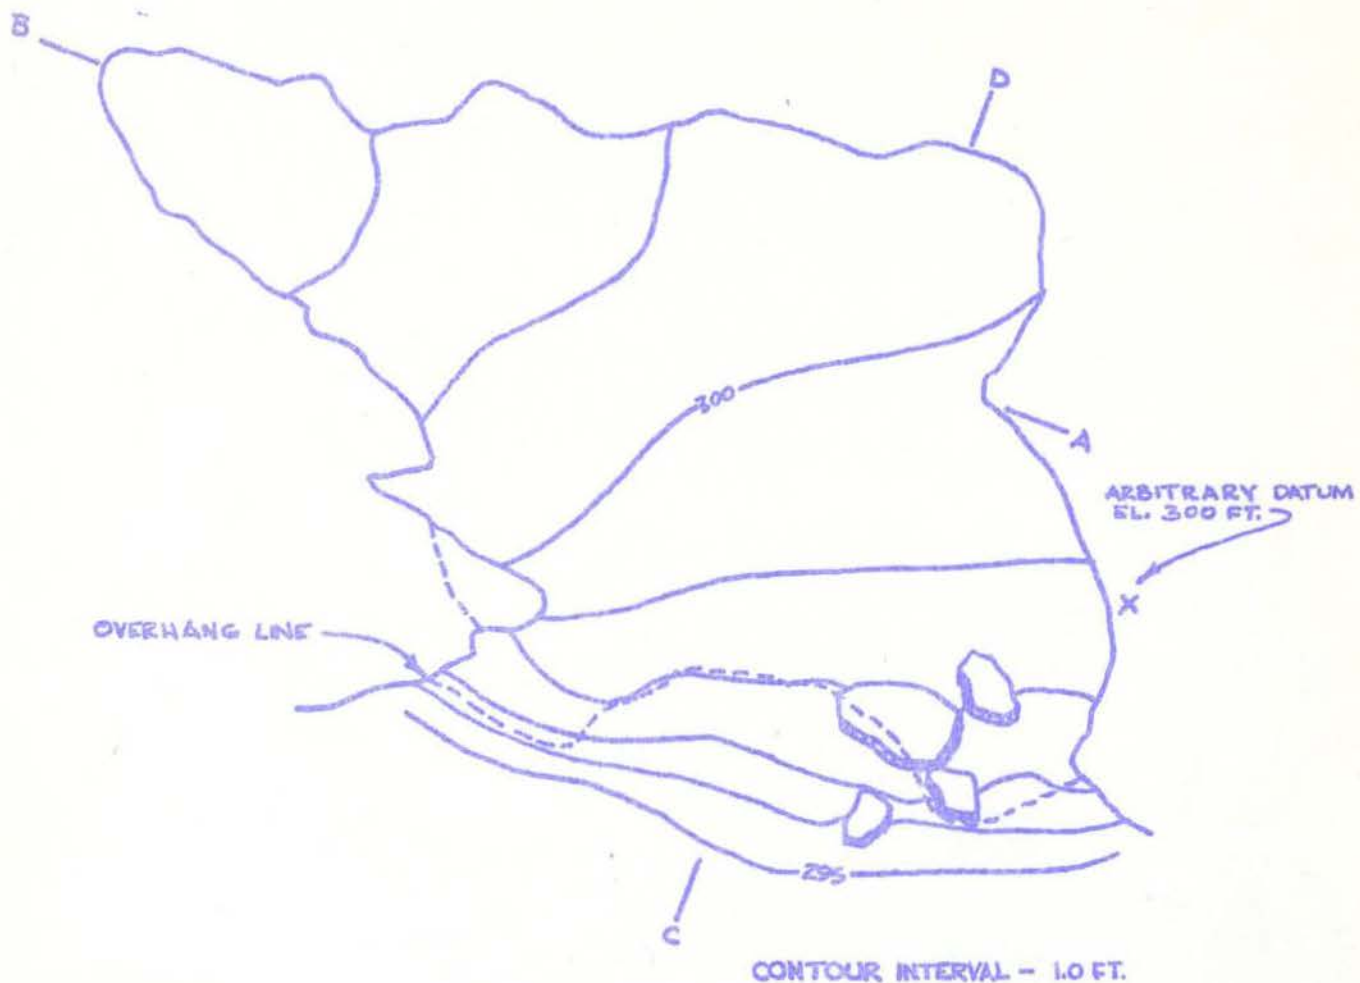 B
D
300
A
ARBITRARY DATUM
EL. 300 FT.
X
OVERHANG LINE
295
C
CONTOUR INTERVAL - 1.0 FT.